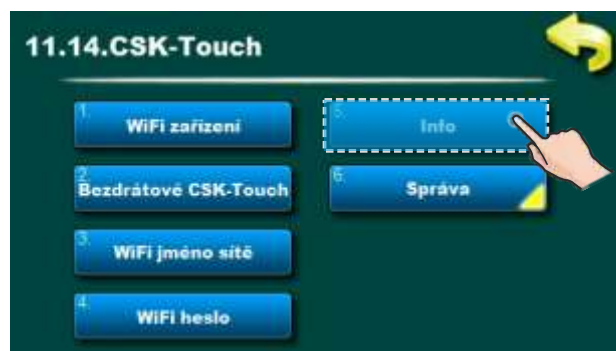 11.14.CSK-Touch
1.
WiFi zařízení
2.
Bezdrátové CSK-Touch
3.
WiFi jméno sítě
4.
WiFi heslo
5.
Info
6.
Správa